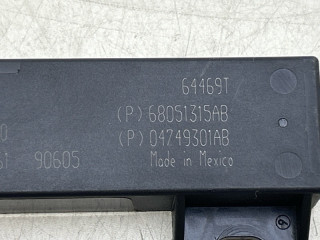 64469T
(P) 68051315AB
(P) 04749301AB
90605
Made in Mexico